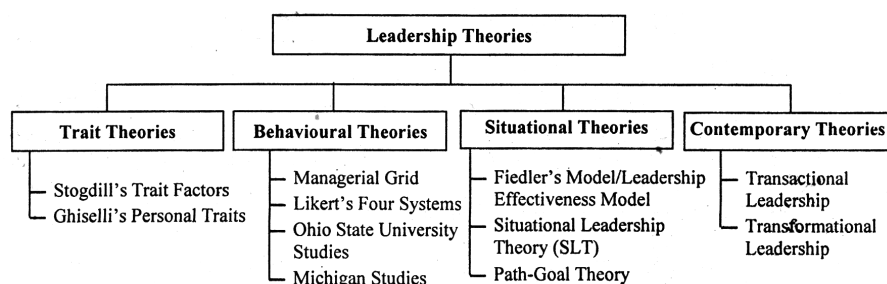 Leadership Theories
Trait Theories
Stogdill's Trait Factors
Ghiselli's Personal Traits
Behavioural Theories
Managerial Grid
Likert's Four Systems
Ohio State University
Studies
Michigan Studies
Situational Theories
Fiedler's Model/Leadership
Effectiveness Model
Situational Leadership
Theory (SLT)
Path-Goal Theory
Contemporary Theories
Transactional
Leadership
Transformational
Leadership